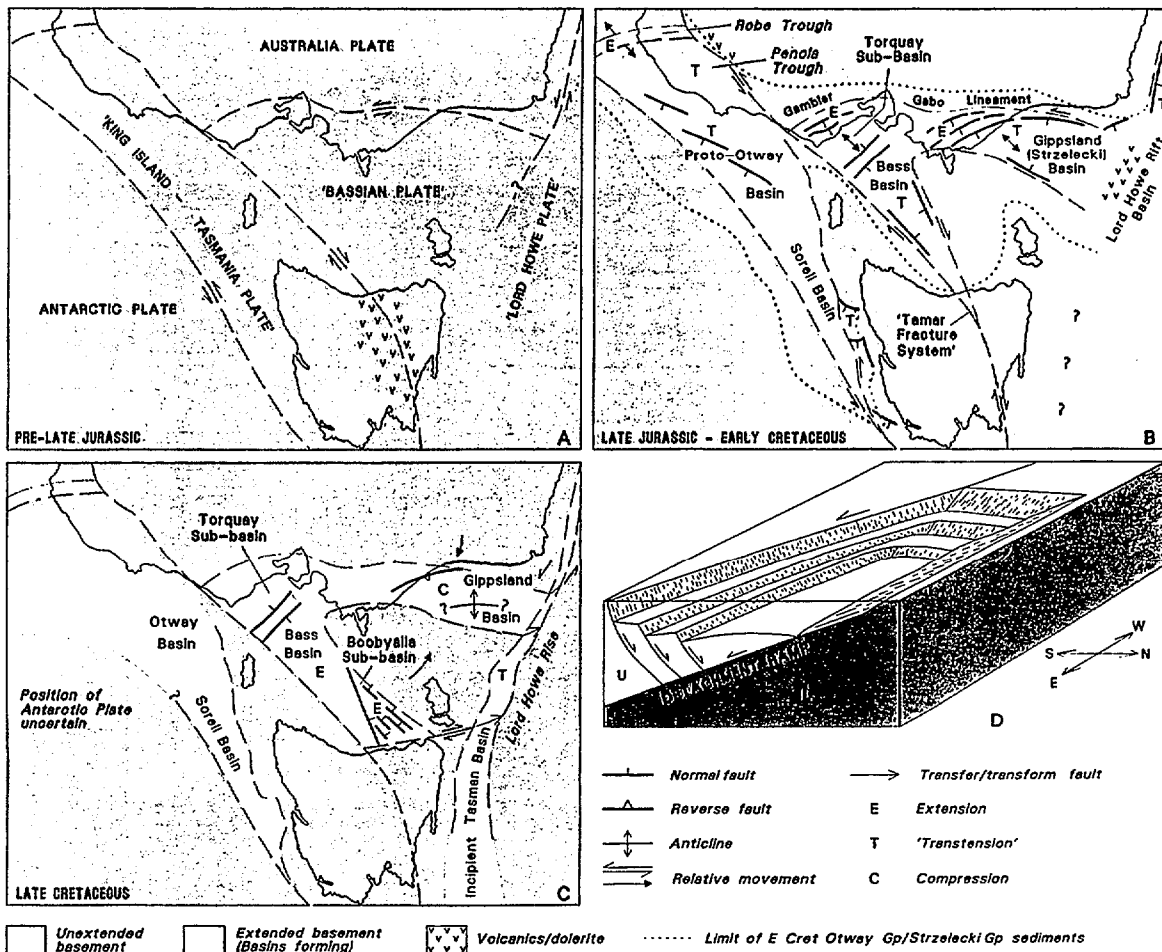 AUSTRALIA PLATE
'KING ISLAND
TASMANIA PLATE'
'BASSIAN PLATE'
'LORD HOWE PLATE'
?
ANTARCTIC PLATE
PRE-LATE JURASSIC
A
Robe Trough
E
T
Penola
Trough
Torquay
Sub-Basin
Gambier
Gabo
Lineament
E
E
T
T
Proto-Otway
Basin
Bass
Basin
T
Gippsland
(Strzelecki)
Basin
Lord Howe Rift
Basin
T
Sorell Basin
T
'Tamar
Fracture
System'
?
?
?
LATE JURASSIC - EARLY CRETACEOUS
B
Torquay
Sub-basin
C
Gippsland
? ?
Basin
Otway
Basin
Bass
Basin
E
Boobyalla
Sub-basin
E
T
Lord Howe Rise
Position of
Antarctic Plate
uncertain
?
Sorell Basin
Incipient Tasman Basin
LATE CRETACEOUS
C
U
DETACHMENT
W
S N
E
D
Normal fault
Transfer/transform fault
Reverse fault
E Extension
Anticline
T 'Transtension'
Relative movement
C Compression
Unextended
basement
Extended basement
(Basins forming)
Volcanics/dolerite
Limit of E Cret Otway Gp/Strzelecki Gp sediments